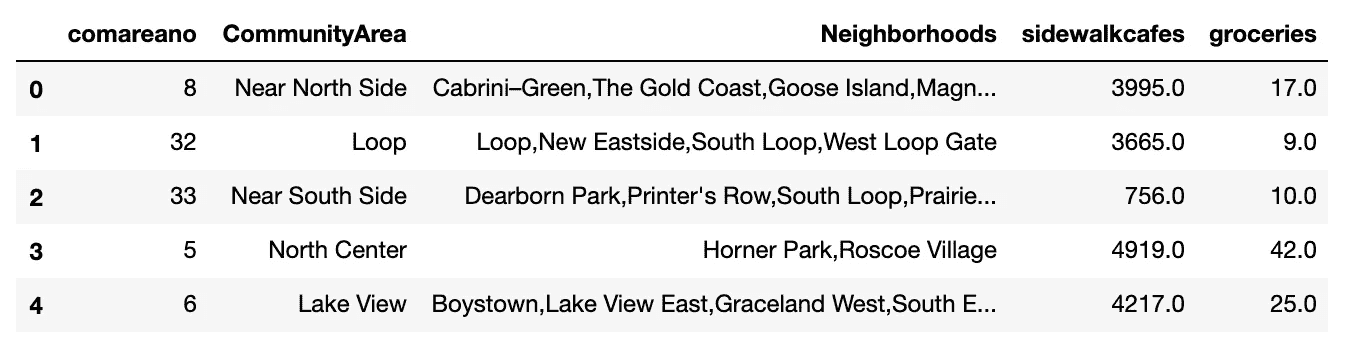 comareano CommunityArea Neighborhoods sidewalkcafes groceries
0 8 Near North Side Cabrini–Green,The Gold Coast,Goose Island,Magn... 3995.0 17.0
1 32 Loop Loop,New Eastside,South Loop,West Loop Gate 3665.0 9.0
2 33 Near South Side Dearborn Park,Printer's Row,South Loop,Prairie... 756.0 10.0
3 5 North Center Horner Park,Roscoe Village 4919.0 42.0
4 6 Lake View Boystown,Lake View East,Graceland West,South E... 4217.0 25.0